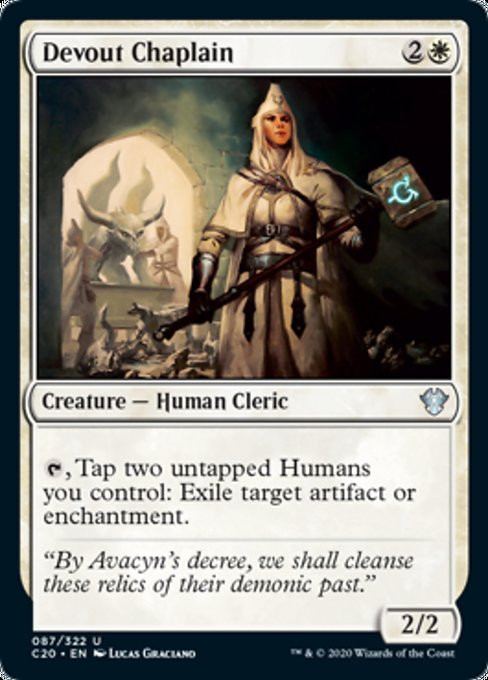 Devout Chaplain 2
Creature — Human Cleric
, Tap two untapped Humans
you control: Exile target artifact or
enchantment.
“By Avacyn’s decree, we shall cleanse
these relics of their demonic past.”
2/2
087/322 U
C20 • EN Lucas Graciano
™ & © 2020 Wizards of the Coast